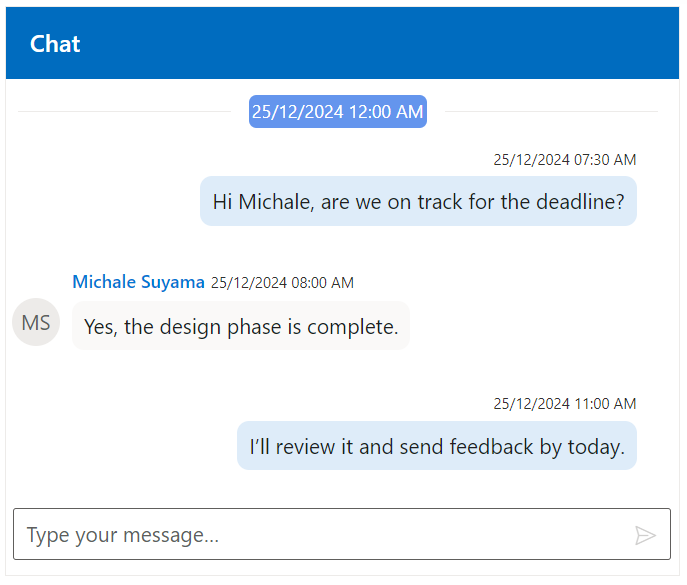 Chat
25/12/2024 12:00 AM
25/12/2024 07:30 AM
Hi Michale, are we on track for the deadline?
Michale Suyama 25/12/2024 08:00 AM
MS
Yes, the design phase is complete.
25/12/2024 11:00 AM
I’ll review it and send feedback by today.
Type your message…